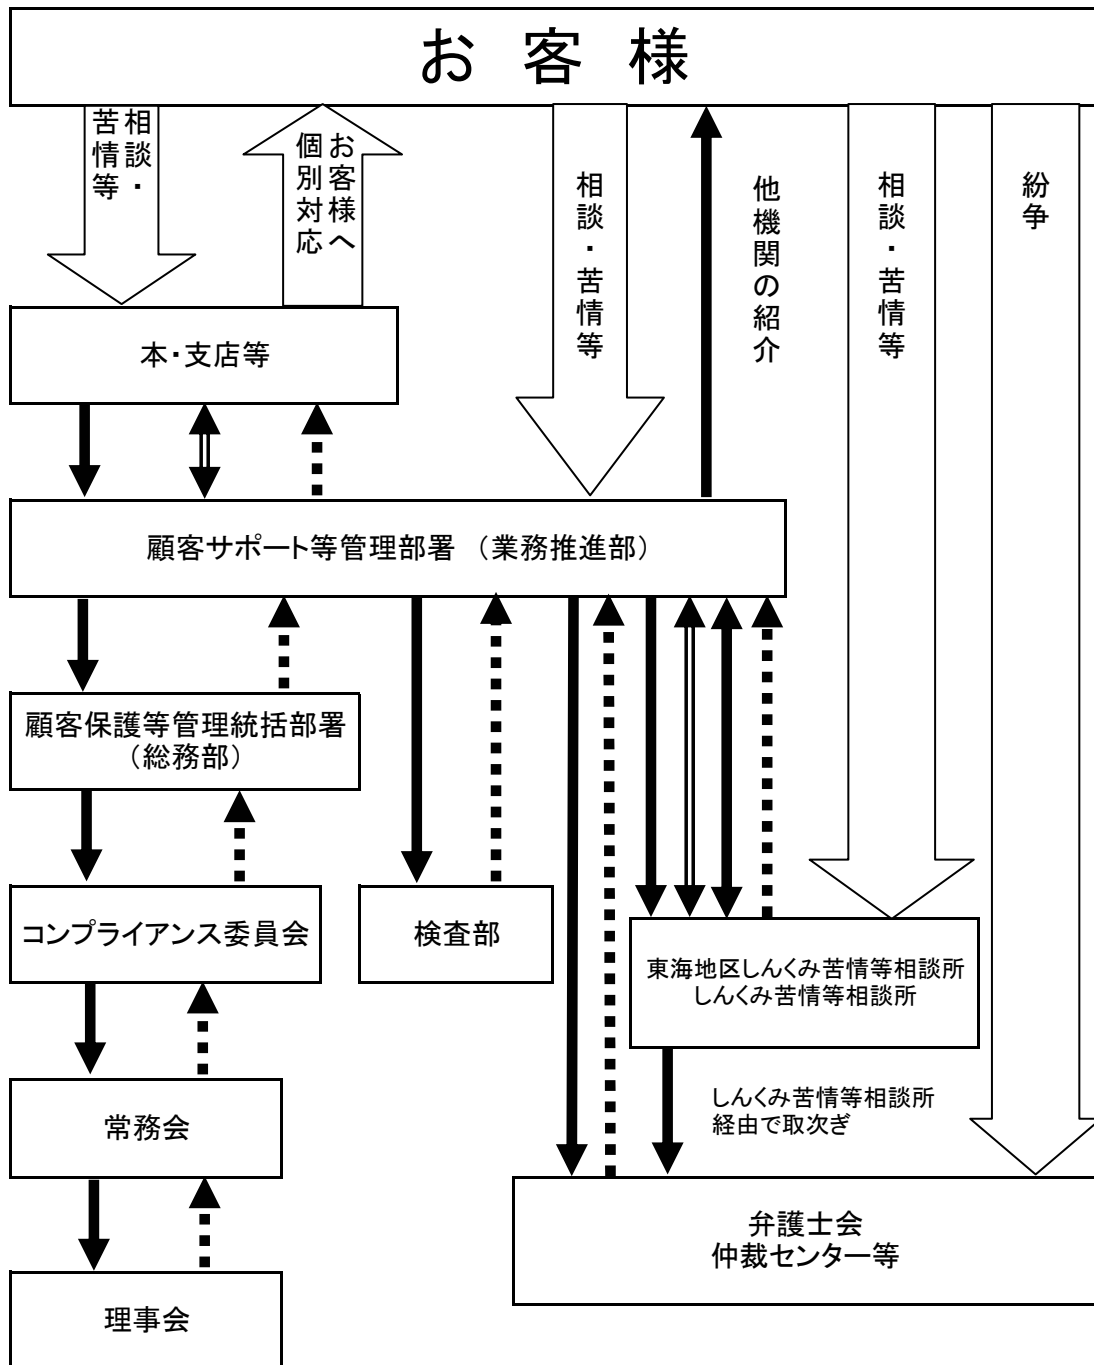 お 客 様
相談・
苦情等
お客様へ
個別対応
相談・苦情等
他機関の紹介
相談・苦情等
紛争
本・支店等
顧客サポート等管理部署 （業務推進部）
顧客保護等管理統括部署
（総務部）
コンプライアンス委員会
検査部
東海地区しんくみ苦情等相談所
しんくみ苦情等相談所
しんくみ苦情等相談所
経由で取次ぎ
常務会
弁護士会
仲裁センター等
理事会